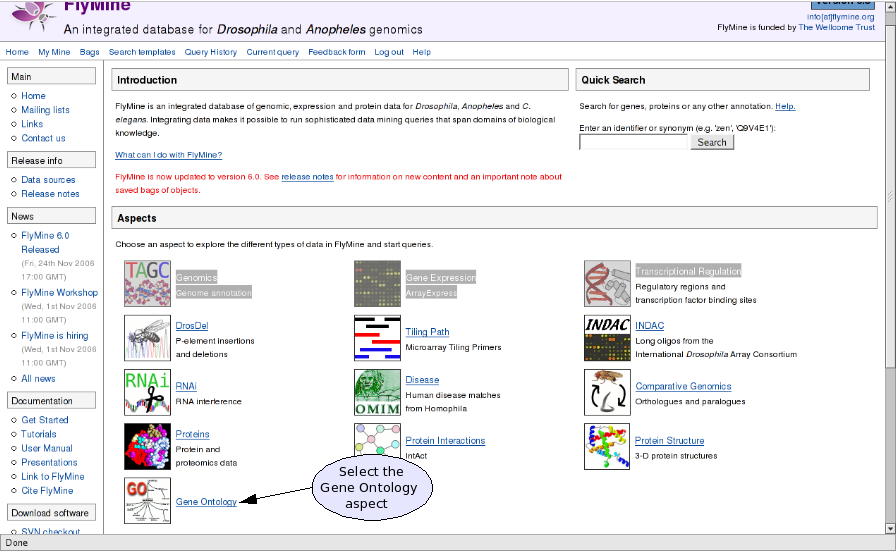 FlyMine
An integrated database for Drosophila and Anopheles genomics
info[at]flymine.org
FlyMine is funded by The Wellcome Trust
Home My Mine Bags Search templates Query History Current query Feedback form Log out Help
Main
Home
Mailing lists
Links
Contact us
Release info
Data sources
Release notes
News
FlyMine 6.0
Released
(Fri, 24th Nov 2006
17:00 GMT)
FlyMine Workshop
(Wed, 1st Nov 2006
11:00 GMT)
FlyMine is hiring
(Wed, 1st Nov 2006
11:00 GMT)
All news
Documentation
Get Started
Tutorials
User Manual
Presentations
Link to FlyMine
Cite FlyMine
Download software
SVN checkout
Introduction
FlyMine is an integrated database of genomic, expression and protein data for Drosophila, Anopheles and C.
elegans. Integrating data makes it possible to run sophisticated data mining queries that span domains of biological
knowledge.
What can I do with FlyMine?
FlyMine is now updated to version 6.0. See release notes for information on new content and an important note about
saved bags of objects.
Quick Search
Search for genes, proteins or any other annotation. Help.
Enter an identifier or synonym (e.g. 'zen', 'Q9V4E1'):
Search
Aspects
Choose an aspect to explore the different types of data in FlyMine and start queries.
TAGC
Genomics
Genome annotation
Gene Expression
ArrayExpress
Transcriptional Regulation
Regulatory regions and
transcription factor binding sites
DrosDel
P-element insertions
and deletions
Tiling Path
Microarray Tiling Primers
INDAC
INDAC
Long oligos from the
International Drosophila Array Consortium
RNAi
RNAi
RNA interference
OMIM
Disease
Human disease matches
from Homophila
Comparative Genomics
Orthologues and paralogues
Proteins
Protein and
proteomics data
Protein Interactions
IntAct
Protein Structure
3-D protein structures
GO
Gene Ontology
Select the
Gene Ontology
aspect
Done